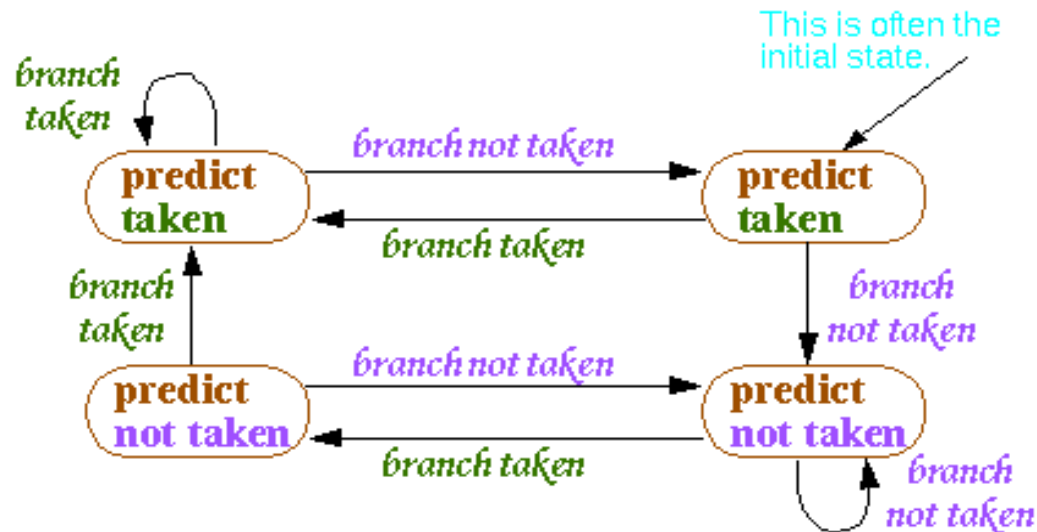 This is often the
initial state.
branch
taken
branch not taken
predict
taken
predict
taken
branch taken
branch
taken
branch
not taken
branch not taken
predict
not taken
predict
not taken
branch taken
branch
not taken